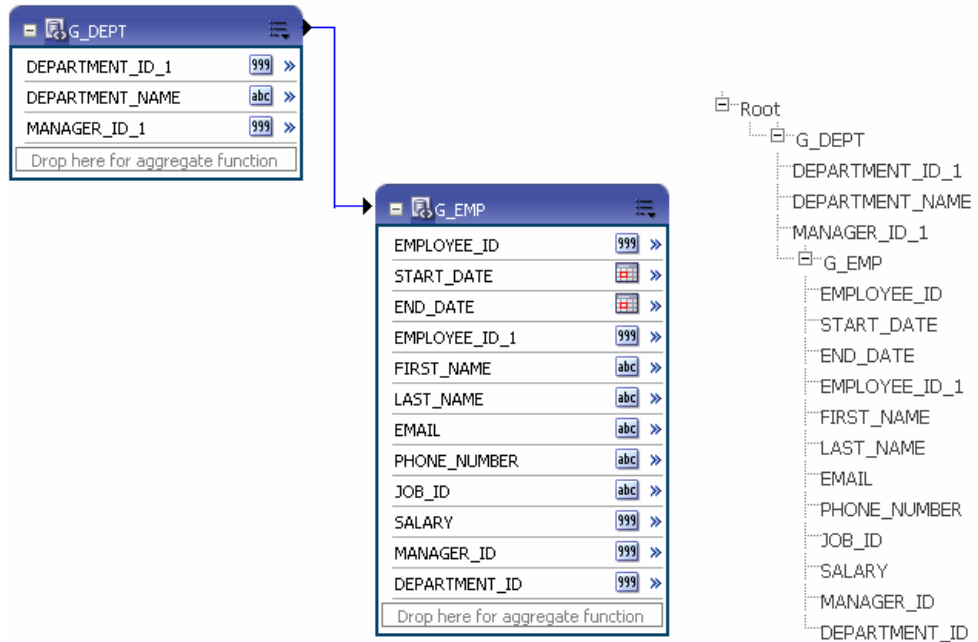 G_DEPT
DEPARTMENT_ID_1 999
DEPARTMENT_NAME abc
MANAGER_ID_1 999
Drop here for aggregate function
G_EMP
EMPLOYEE_ID 999
START_DATE
END_DATE
EMPLOYEE_ID_1 999
FIRST_NAME abc
LAST_NAME abc
EMAIL abc
PHONE_NUMBER abc
JOB_ID abc
SALARY 999
MANAGER_ID 999
DEPARTMENT_ID 999
Drop here for aggregate function
Root
G_DEPT
DEPARTMENT_ID_1
DEPARTMENT_NAME
MANAGER_ID_1
G_EMP
EMPLOYEE_ID
START_DATE
END_DATE
EMPLOYEE_ID_1
FIRST_NAME
LAST_NAME
EMAIL
PHONE_NUMBER
JOB_ID
SALARY
MANAGER_ID
DEPARTMENT_ID